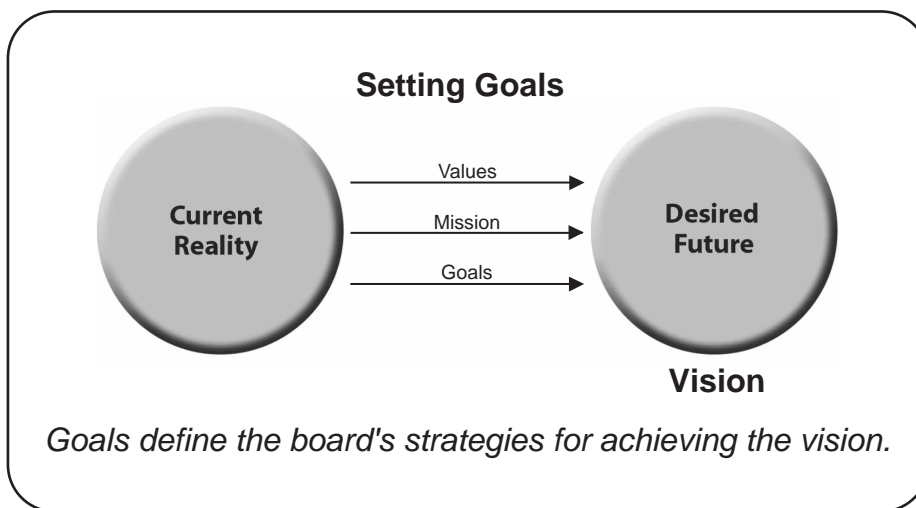 Setting Goals
Current
Reality
Values
Mission
Goals
Desired
Future
Vision
Goals define the board's strategies for achieving the vision.